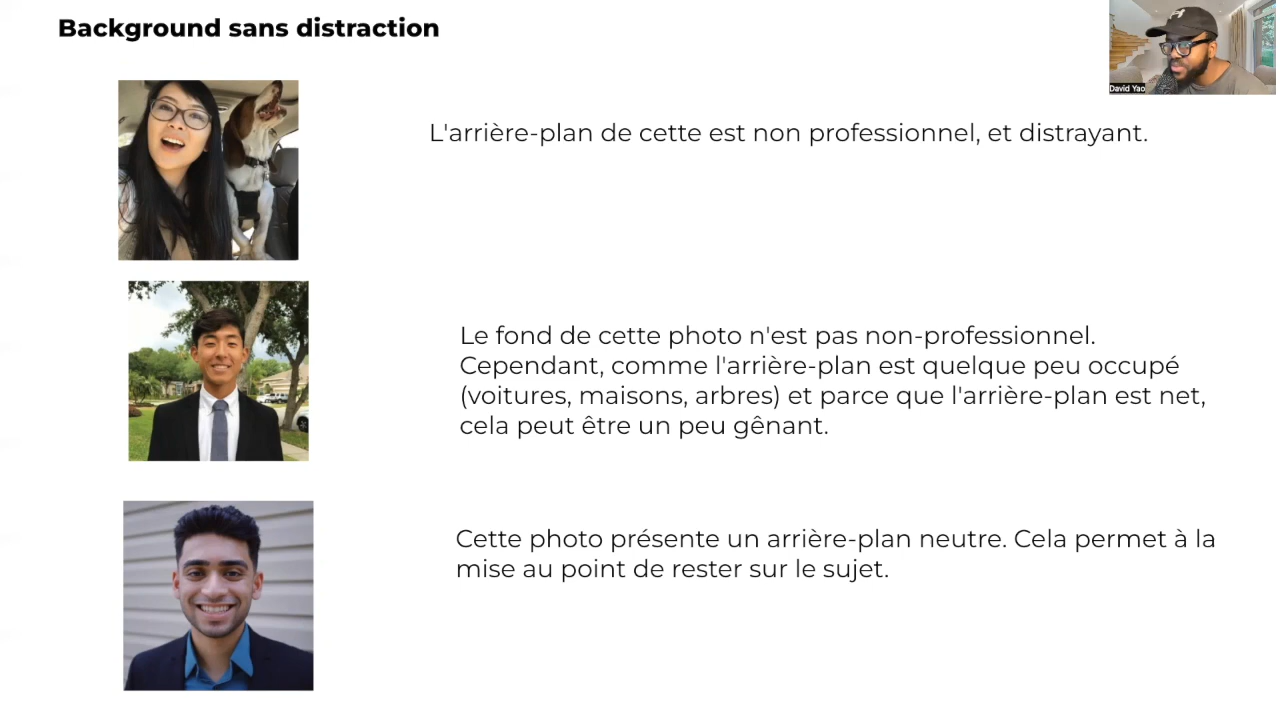 Background sans distraction
David Yao
L'arrière-plan de cette est non professionnel, et distrayant.
Le fond de cette photo n'est pas non-professionnel.
Cependant, comme l'arrière-plan est quelque peu occupé
(voitures, maisons, arbres) et parce que l'arrière-plan est net,
cela peut être un peu gênant.
Cette photo présente un arrière-plan neutre. Cela permet à la
mise au point de rester sur le sujet.